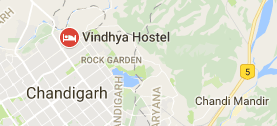 Vindhya Hostel
ROCK GARDEN
5
Chandigarh
Chandi Mandir
CHANDIGARH
HARYANA